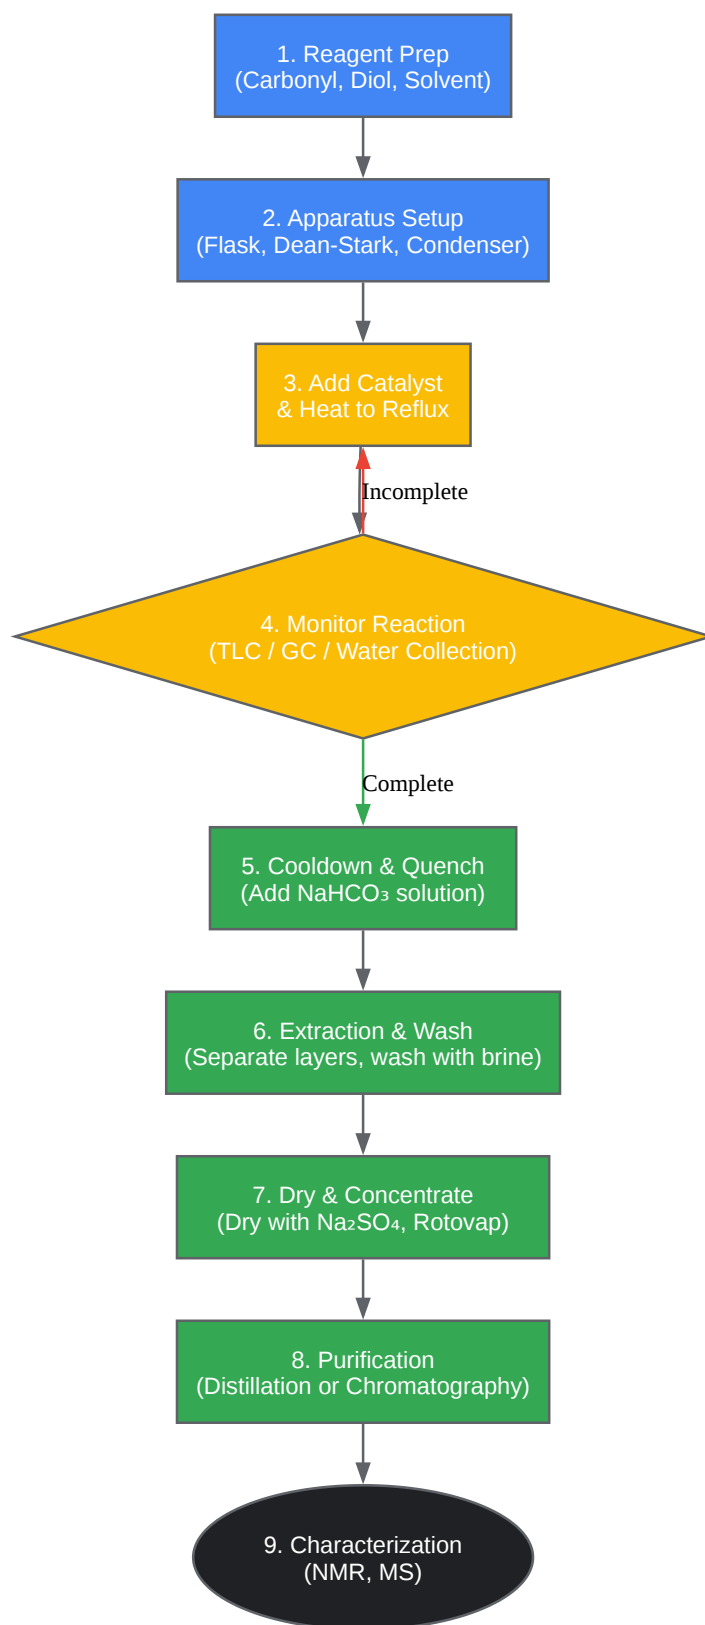 1. Reagent Prep
(Carbonyl, Diol, Solvent)
2. Apparatus Setup
(Flask, Dean-Stark, Condenser)
3. Add Catalyst
& Heat to Reflux
Incomplete
4. Monitor Reaction
(TLC / GC / Water Collection)
Complete
5. Cooldown & Quench
(Add NaHCO₃ solution)
6. Extraction & Wash
(Separate layers, wash with brine)
7. Dry & Concentrate
(Dry with Na₂SO₄, Rotovap)
8. Purification
(Distillation or Chromatography)
9. Characterization
(NMR, MS)